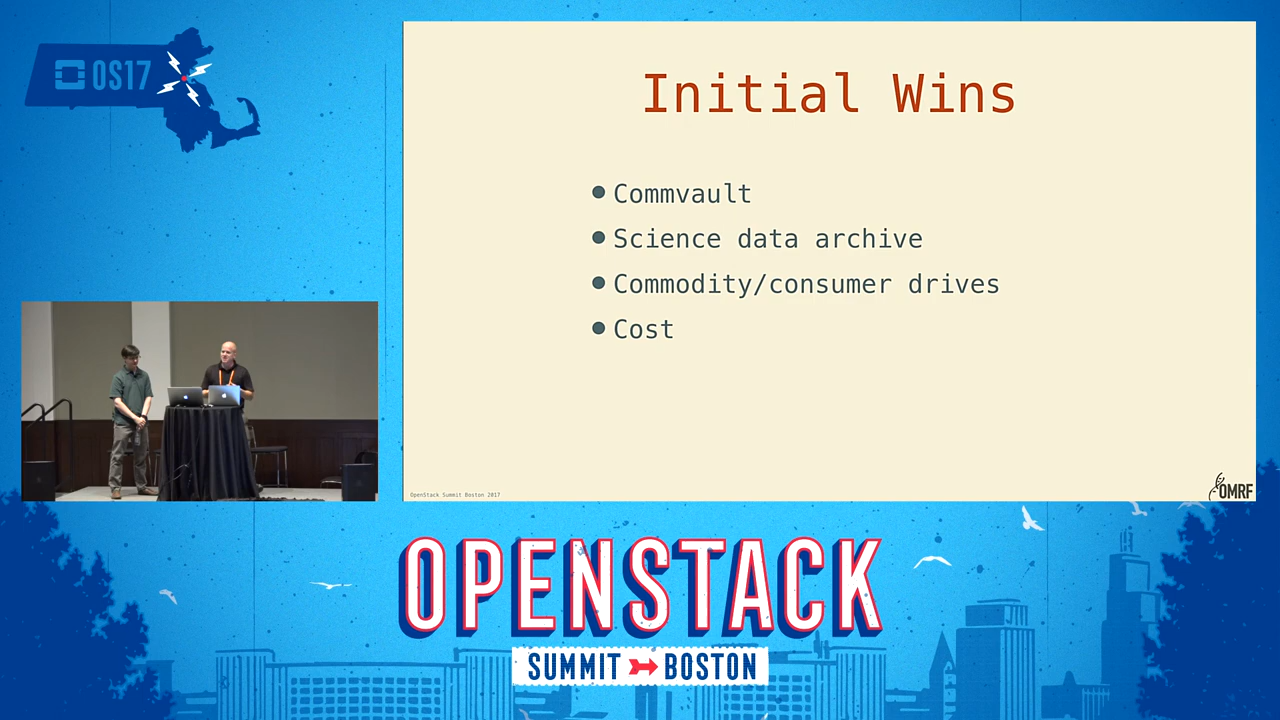 OS17
Initial Wins
Commvault
Science data archive
Commodity/consumer drives
Cost
OpenStack Summit Boston 2017
OMRF
OPENSTACK
SUMMIT BOSTON